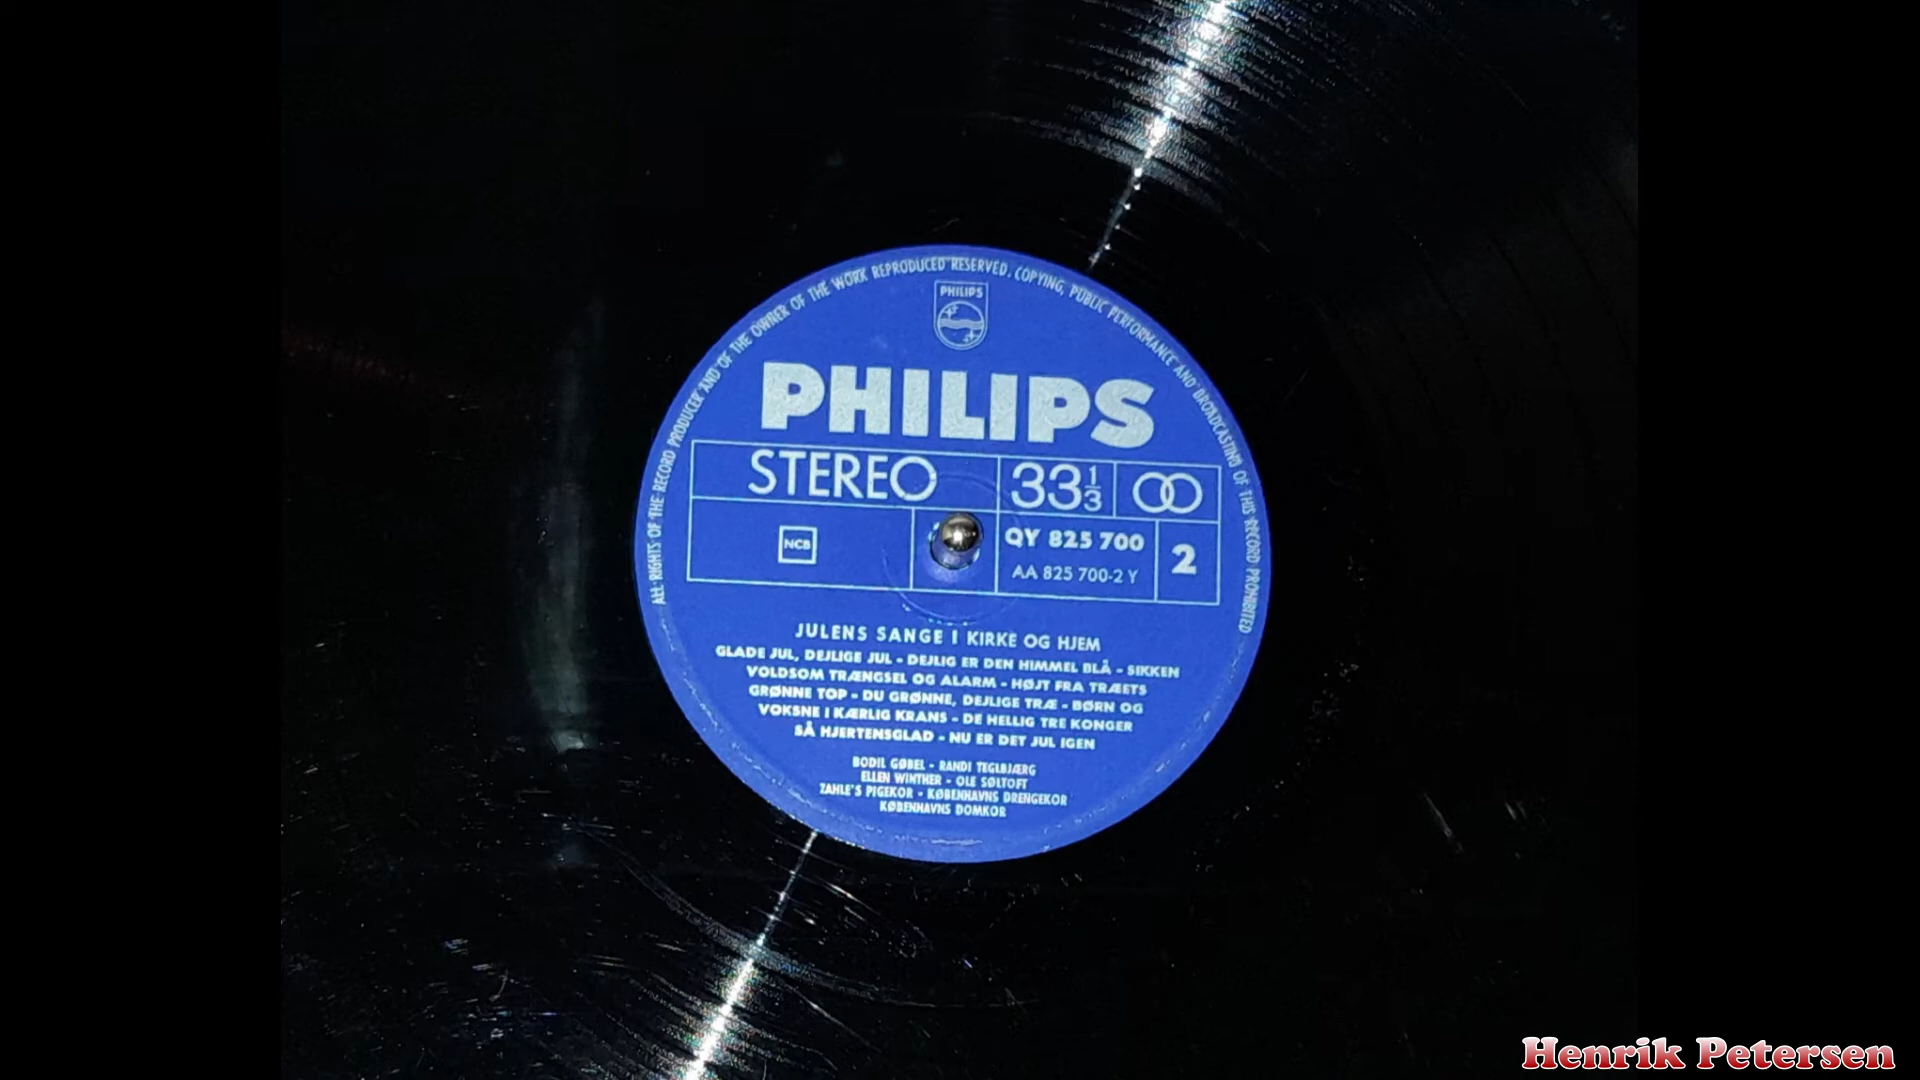 ALL RIGHTS OF THE RECORD PRODUCER AND OF THE OWNER OF THE WORK REPRODUCED RESERVED. COPYING, PUBLIC PERFORMANCE AND BROADCASTING OF THIS RECORD PROHIBITED
PHILIPS
PHILIPS
STEREO 33 1/3
NCB QY 825 700 2
AA 825 700-2 Y
JULENS SANGE I KIRKE OG HJEM
GLADE JUL, DEJLIGE JUL - DEJLIG ER DEN HIMMEL BLÅ - SIKKEN
VOLDSOM TRÆNGSEL OG ALARM - HØJT FRA TRÆETS
GRØNNE TOP - DU GRØNNE, DEJLIGE TRÆ - BØRN OG
VOKSNE I KÆRLIG KRANS - DE HELLIG TRE KONGER
SÅ HJERTENSGLAD - NU ER DET JUL IGEN
BODIL GØBEL - RANDI TEGLBJÆRG
ELLEN WINTHER - OLE SØLTOFT
ZAHLE'S PIGEKOR - KØBENHAVNS DRENGEKOR
KØBENHAVNS DOMKOR
Henrik Petersen